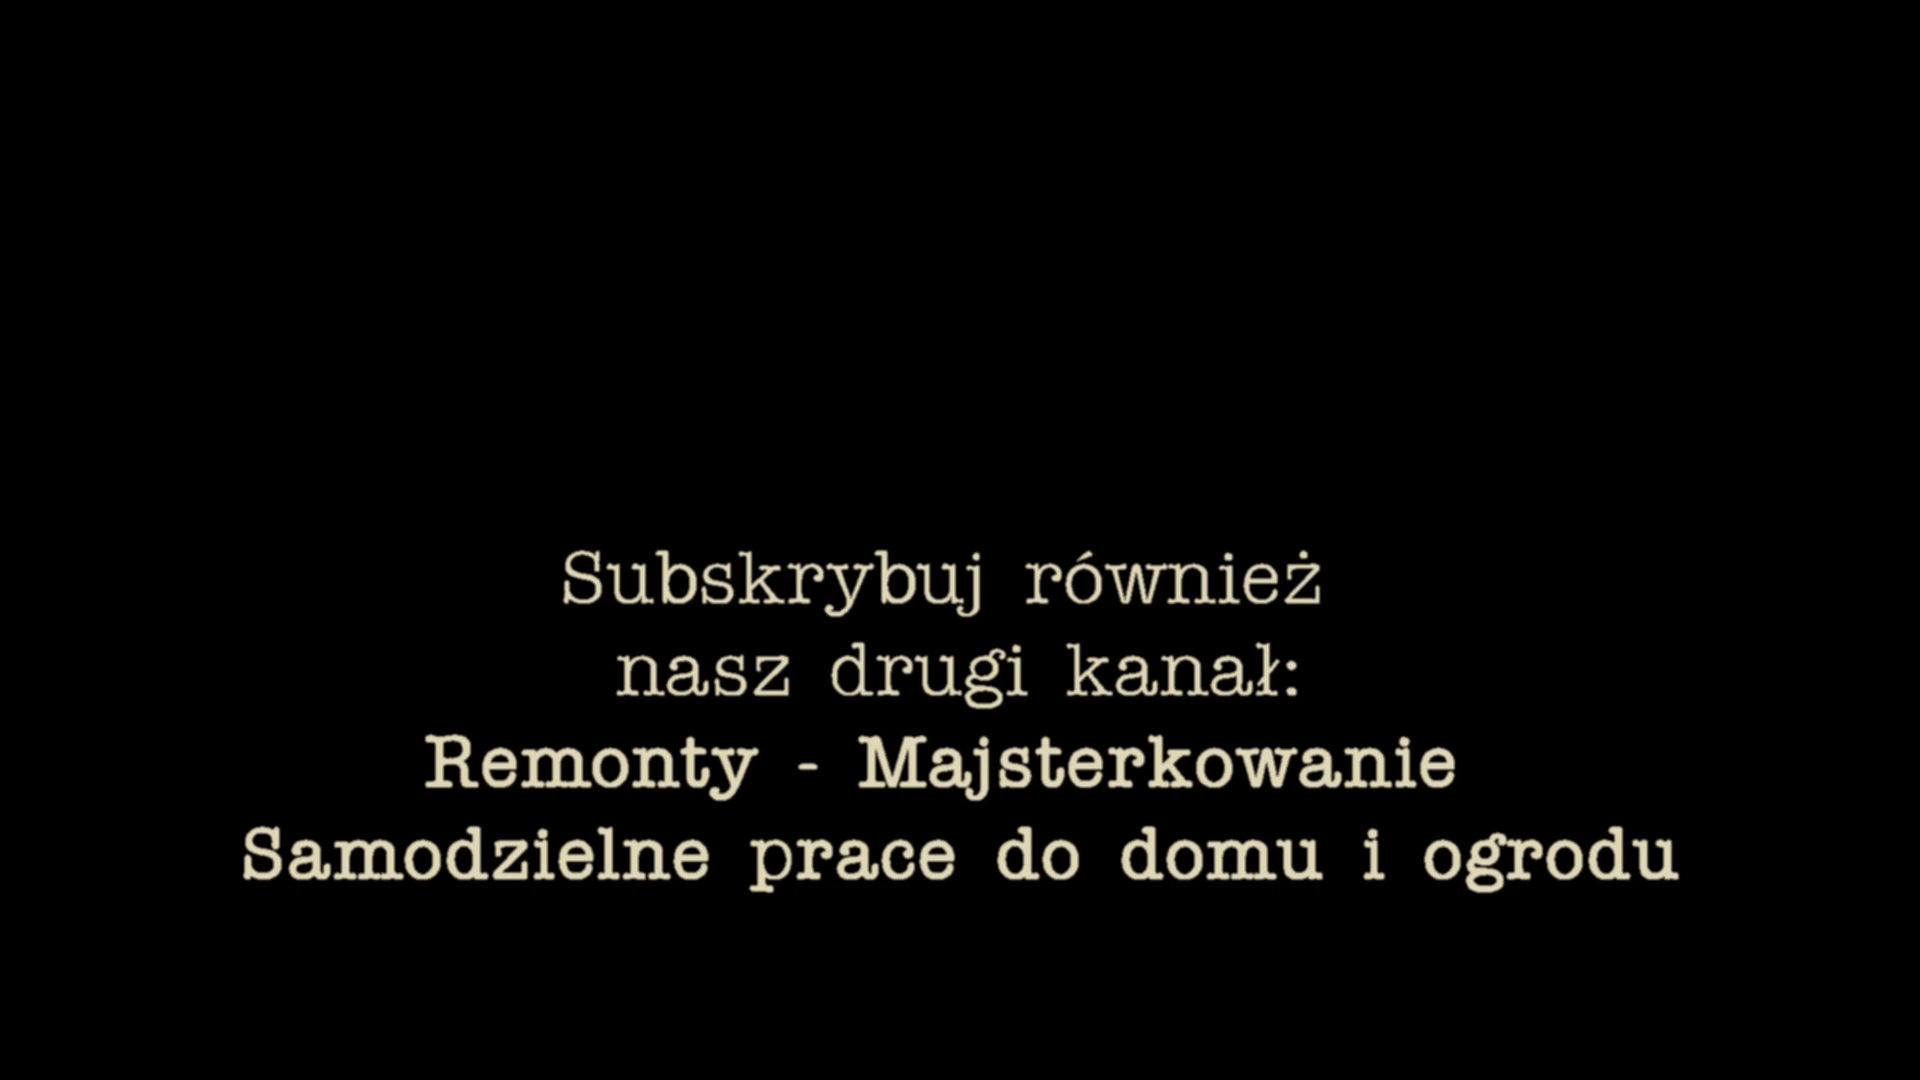 Subskrybuj również
nasz drugi kanał:
Remonty - Majsterkowanie
Samodzielne prace do domu i ogrodu